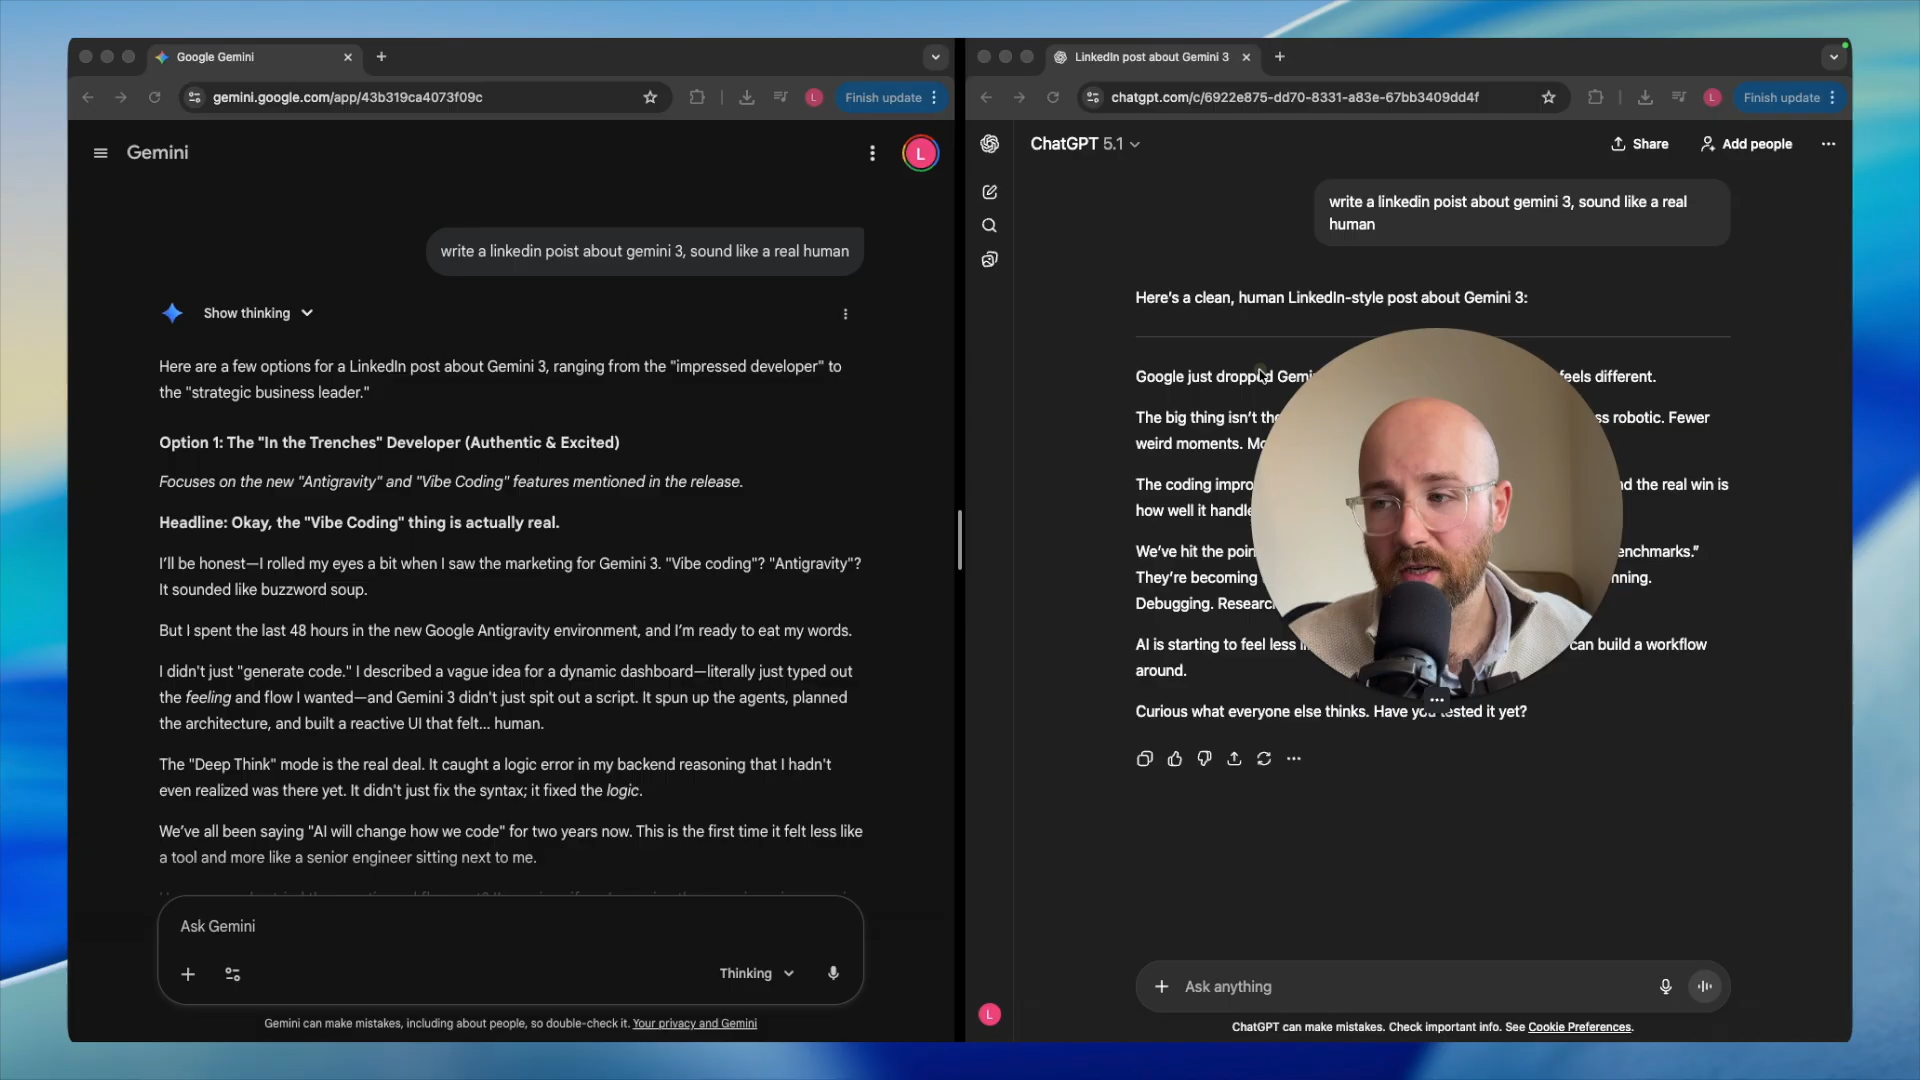 Google Gemini
gemini.google.com/app/43b319ca4073f09c
L
Finish update
Gemini
L
write a linkedin poist about gemini 3, sound like a real human
Show thinking
Here are a few options for a LinkedIn post about Gemini 3, ranging from the "impressed developer" to
the "strategic business leader."
Option 1: The "In the Trenches" Developer (Authentic & Excited)
Focuses on the new "Antigravity" and "Vibe Coding" features mentioned in the release.
Headline: Okay, the "Vibe Coding" thing is actually real.
I'll be honest—I rolled my eyes a bit when I saw the marketing for Gemini 3. "Vibe coding"? "Antigravity"?
It sounded like buzzword soup.
But I spent the last 48 hours in the new Google Antigravity environment, and I'm ready to eat my words.
I didn't just "generate code." I described a vague idea for a dynamic dashboard—literally just typed out
the feeling and flow I wanted—and Gemini 3 didn't just spit out a script. It spun up the agents, planned
the architecture, and built a reactive UI that felt... human.
The "Deep Think" mode is the real deal. It caught a logic error in my backend reasoning that I hadn't
even realized was there yet. It didn't just fix the syntax; it fixed the logic.
We've all been saying "AI will change how we code" for two years now. This is the first time it felt less like
a tool and more like a senior engineer sitting next to me.
Ask Gemini
Thinking
Gemini can make mistakes, including about people, so double-check it. Your privacy and Gemini
LinkedIn post about Gemini 3
chatgpt.com/c/6922e875-dd70-8331-a83e-67bb3409dd4f
L
Finish update
ChatGPT 5.1
Share
Add people
write a linkedin poist about gemini 3, sound like a real
human
Here's a clean, human LinkedIn-style post about Gemini 3:
Google just dropped feels different.
The big thing isn't robotic. Fewer
weird moments.
The coding the real win is
how well it
We've hit the benchmarks."
They're becoming
Debugging.
AI is starting to feel less can build a workflow
around.
Curious what everyone else thinks. Have you tested it yet?
Ask anything
L
ChatGPT can make mistakes. Check important info. See Cookie Preferences.